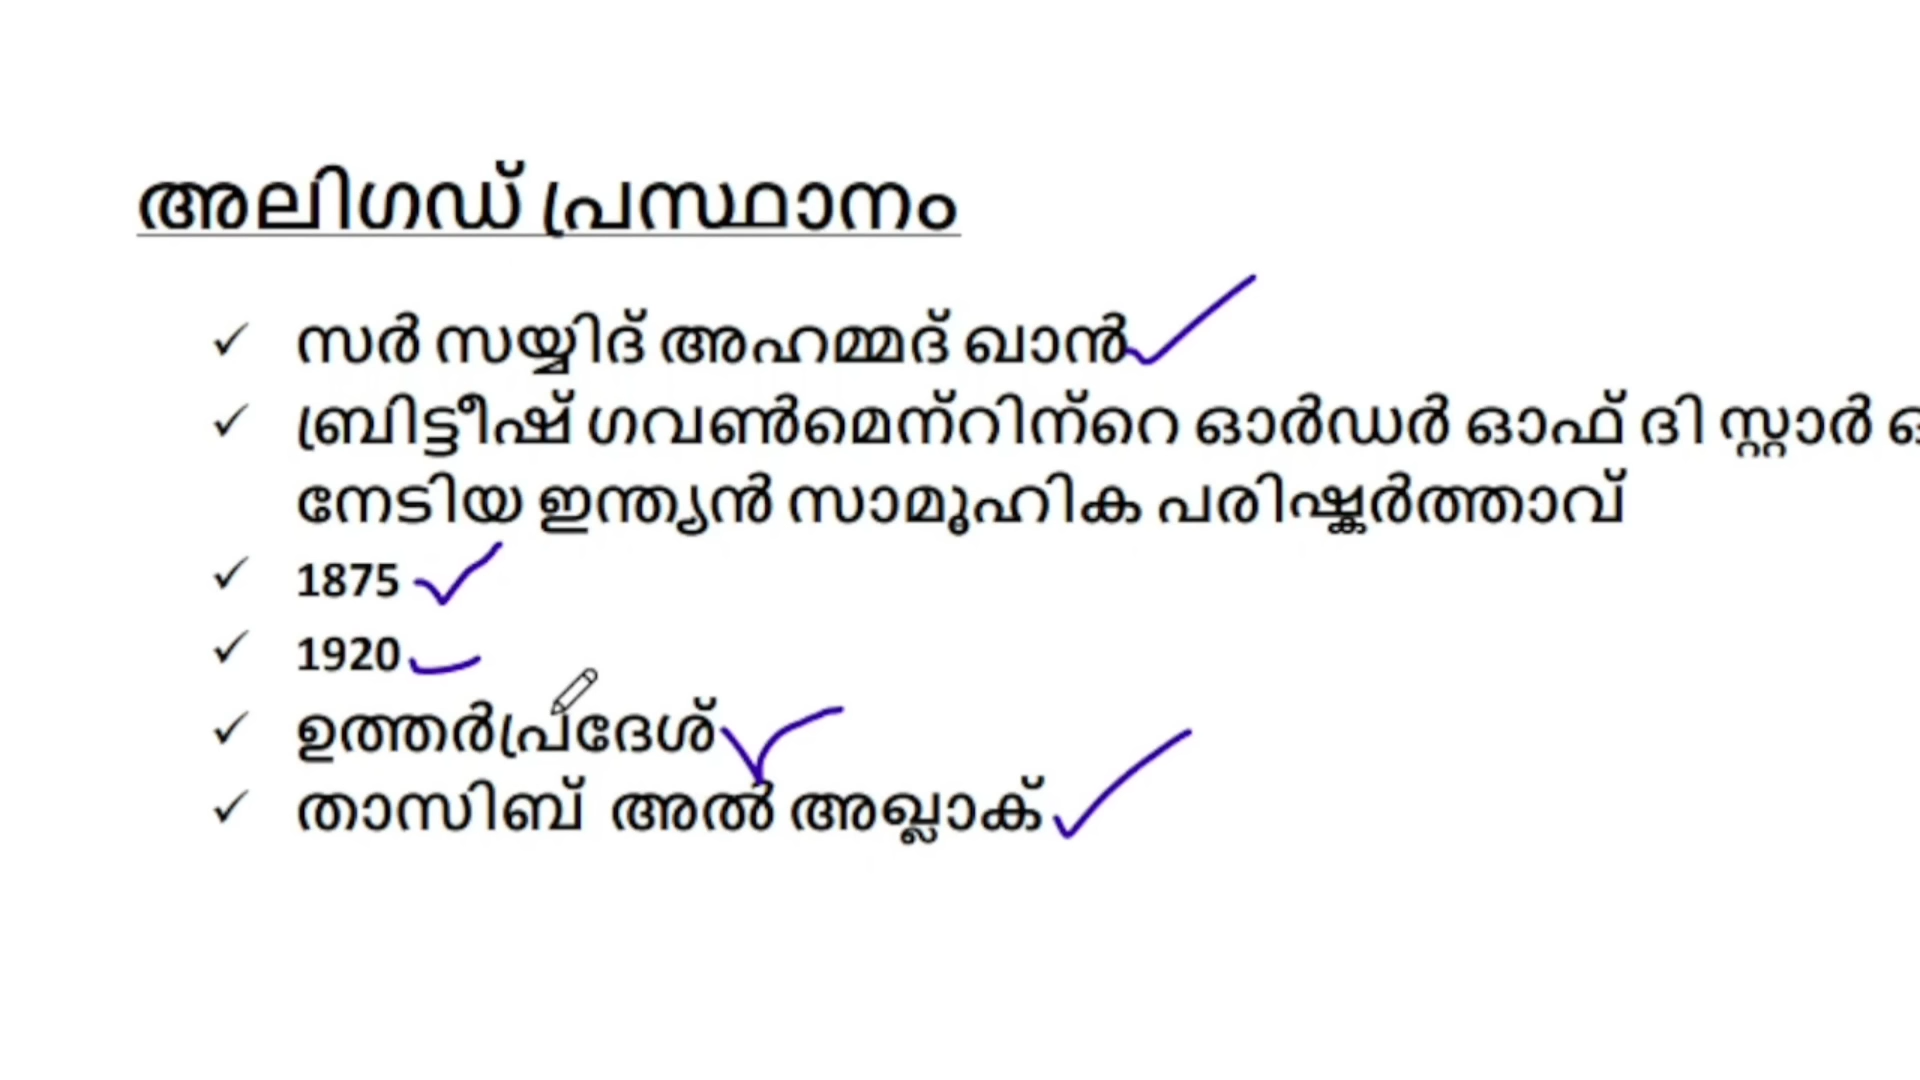 അലിഗഡ് പ്രസ്ഥാനം
സർ സയ്യിദ് അഹമ്മദ് ഖാൻ
ബ്രിട്ടീഷ് ഗവൺമെന്റിന്റെ ഓർഡർ ഓഫ് ദി സ്റ്റാർ
നേടിയ ഇന്ത്യൻ സാമൂഹിക പരിഷ്കർത്താവ്
1875
1920
ഉത്തർപ്രദേശ്
താസിബ് അൽ അഖ്ലാക്